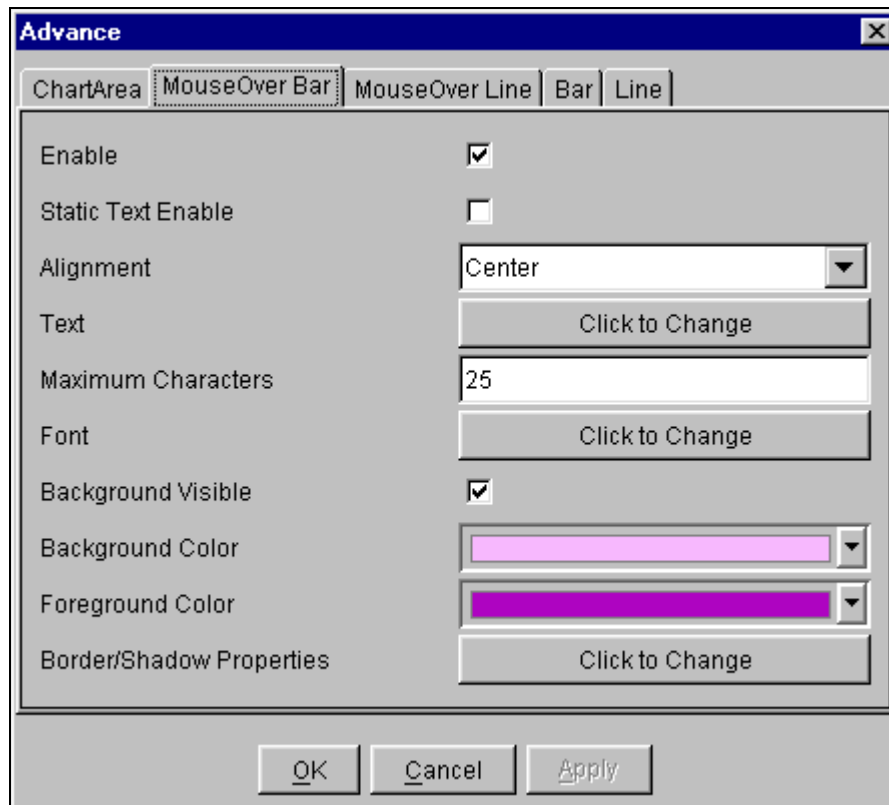 Advance
ChartArea MouseOver Bar MouseOver Line Bar Line
Enable
Static Text Enable
Alignment Center
Text Click to Change
Maximum Characters 25
Font Click to Change
Background Visible
Background Color
Foreground Color
Border/Shadow Properties Click to Change
OK Cancel Apply